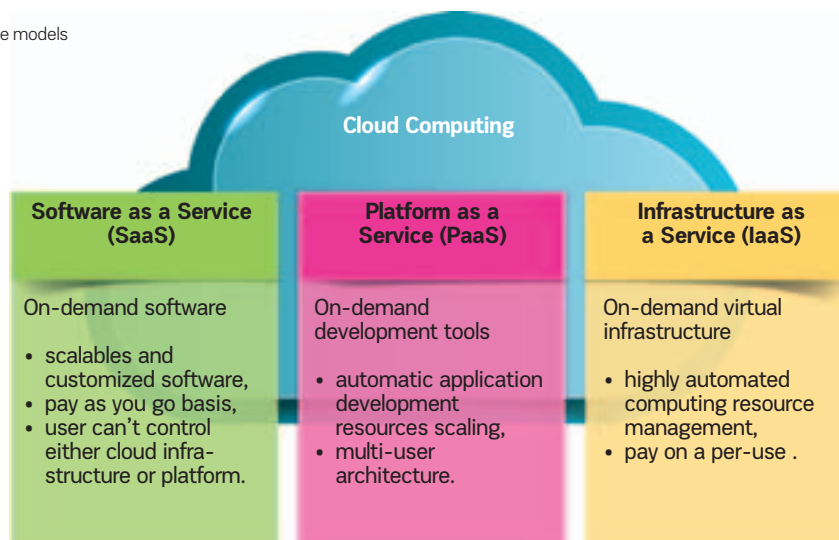 e models
Cloud Computing
Software as a Service
(SaaS)
On-demand software
• scalables and
customized software,
• pay as you go basis,
• user can't control
either cloud infra-
structure or platform.
Platform as a
Service (PaaS)
On-demand
development tools
• automatic application
development
resources scaling,
• multi-user
architecture.
Infrastructure as
a Service (IaaS)
On-demand virtual
infrastructure
• highly automated
computing resource
management,
• pay on a per-use .